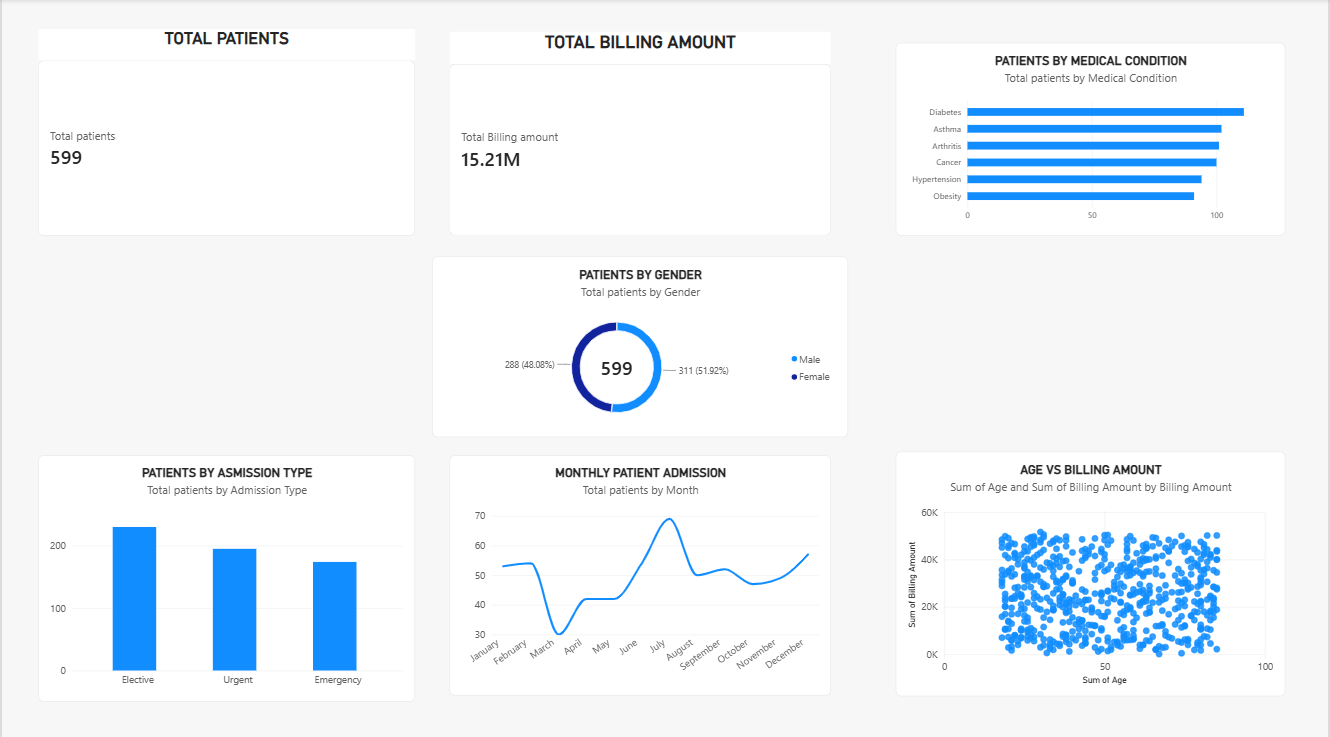 TOTAL PATIENTS
Total patients
599
TOTAL BILLING AMOUNT
Total Billing amount
15.21M
PATIENTS BY MEDICAL CONDITION
Total patients by Medical Condition
Diabetes
Asthma
Arthritis
Cancer
Hypertension
Obesity
0 50 100
PATIENTS BY GENDER
Total patients by Gender
288 (48.08%)
599
311 (51.92%)
Male
Female
PATIENTS BY ASMISSION TYPE
Total patients by Admission Type
200
100
0
Elective Urgent Emergency
MONTHLY PATIENT ADMISSION
Total patients by Month
70
60
50
40
30
January February March April May June July August September October November December
AGE VS BILLING AMOUNT
Sum of Age and Sum of Billing Amount by Billing Amount
Sum of Billing Amount
60K
40K
20K
0K
0 50 100
Sum of Age